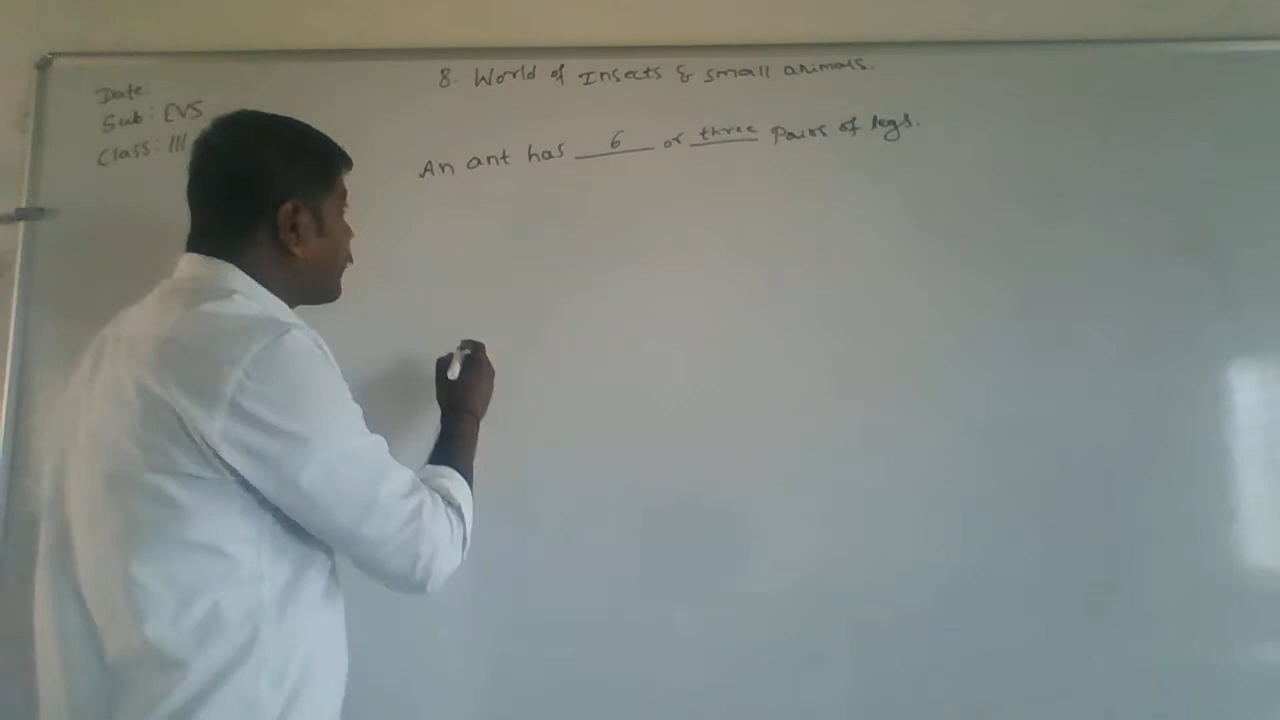 8. World of Insects & small animals.
Date:
Sub: EVS
Class: III
An ant has 6 or three Pairs of legs.